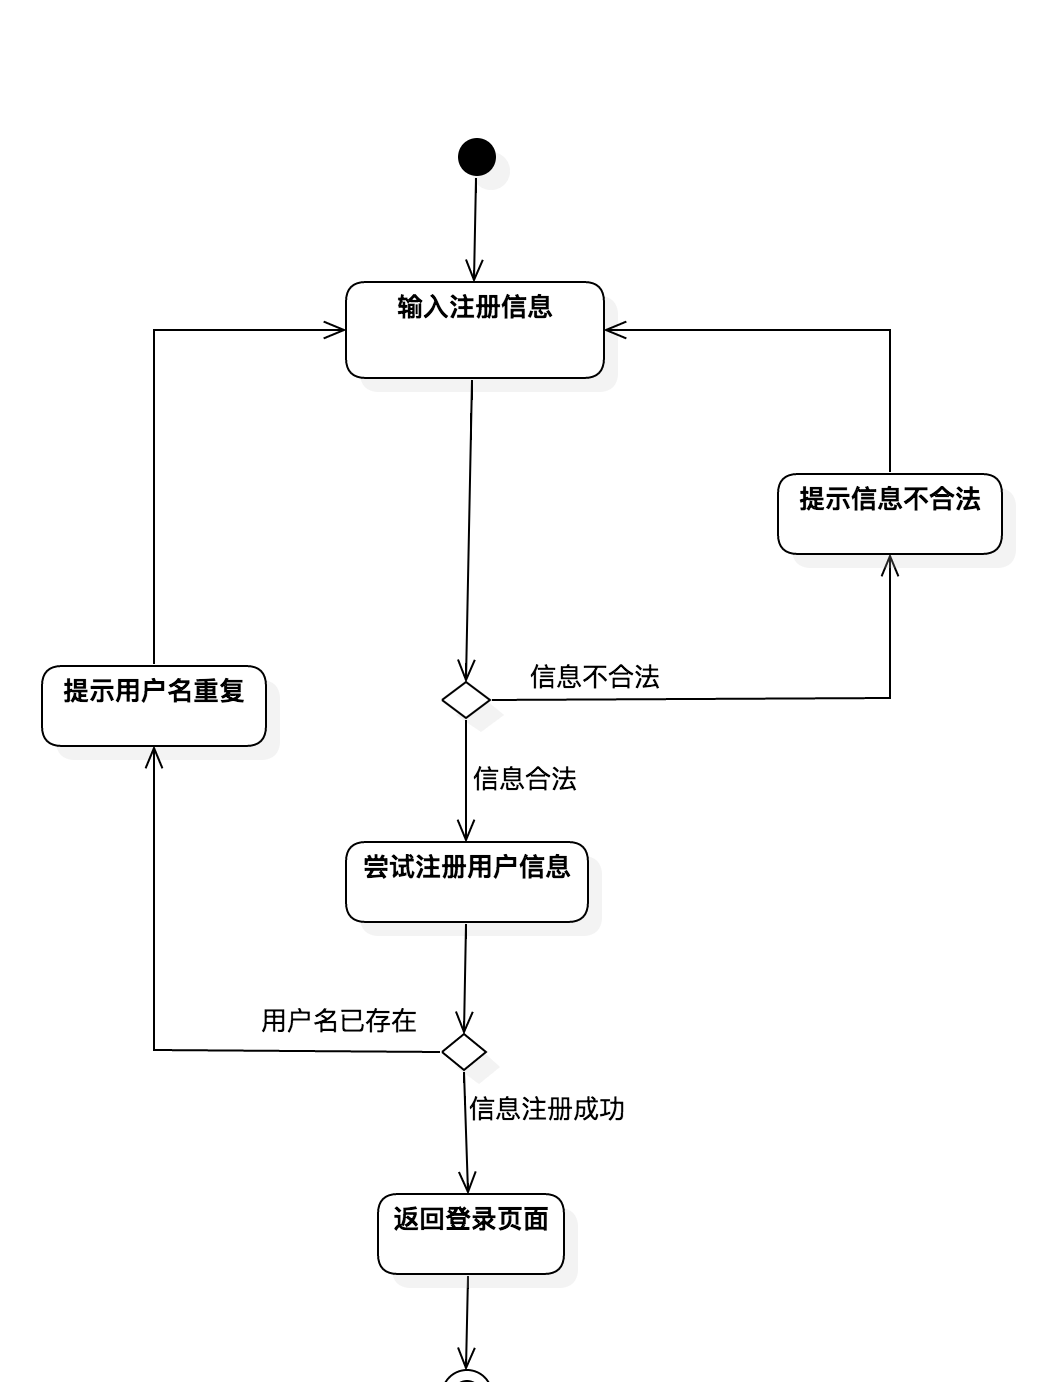 输入注册信息
提示信息不合法
信息不合法
提示用户名重复
信息合法
尝试注册用户信息
用户名已存在
信息注册成功
返回登录页面